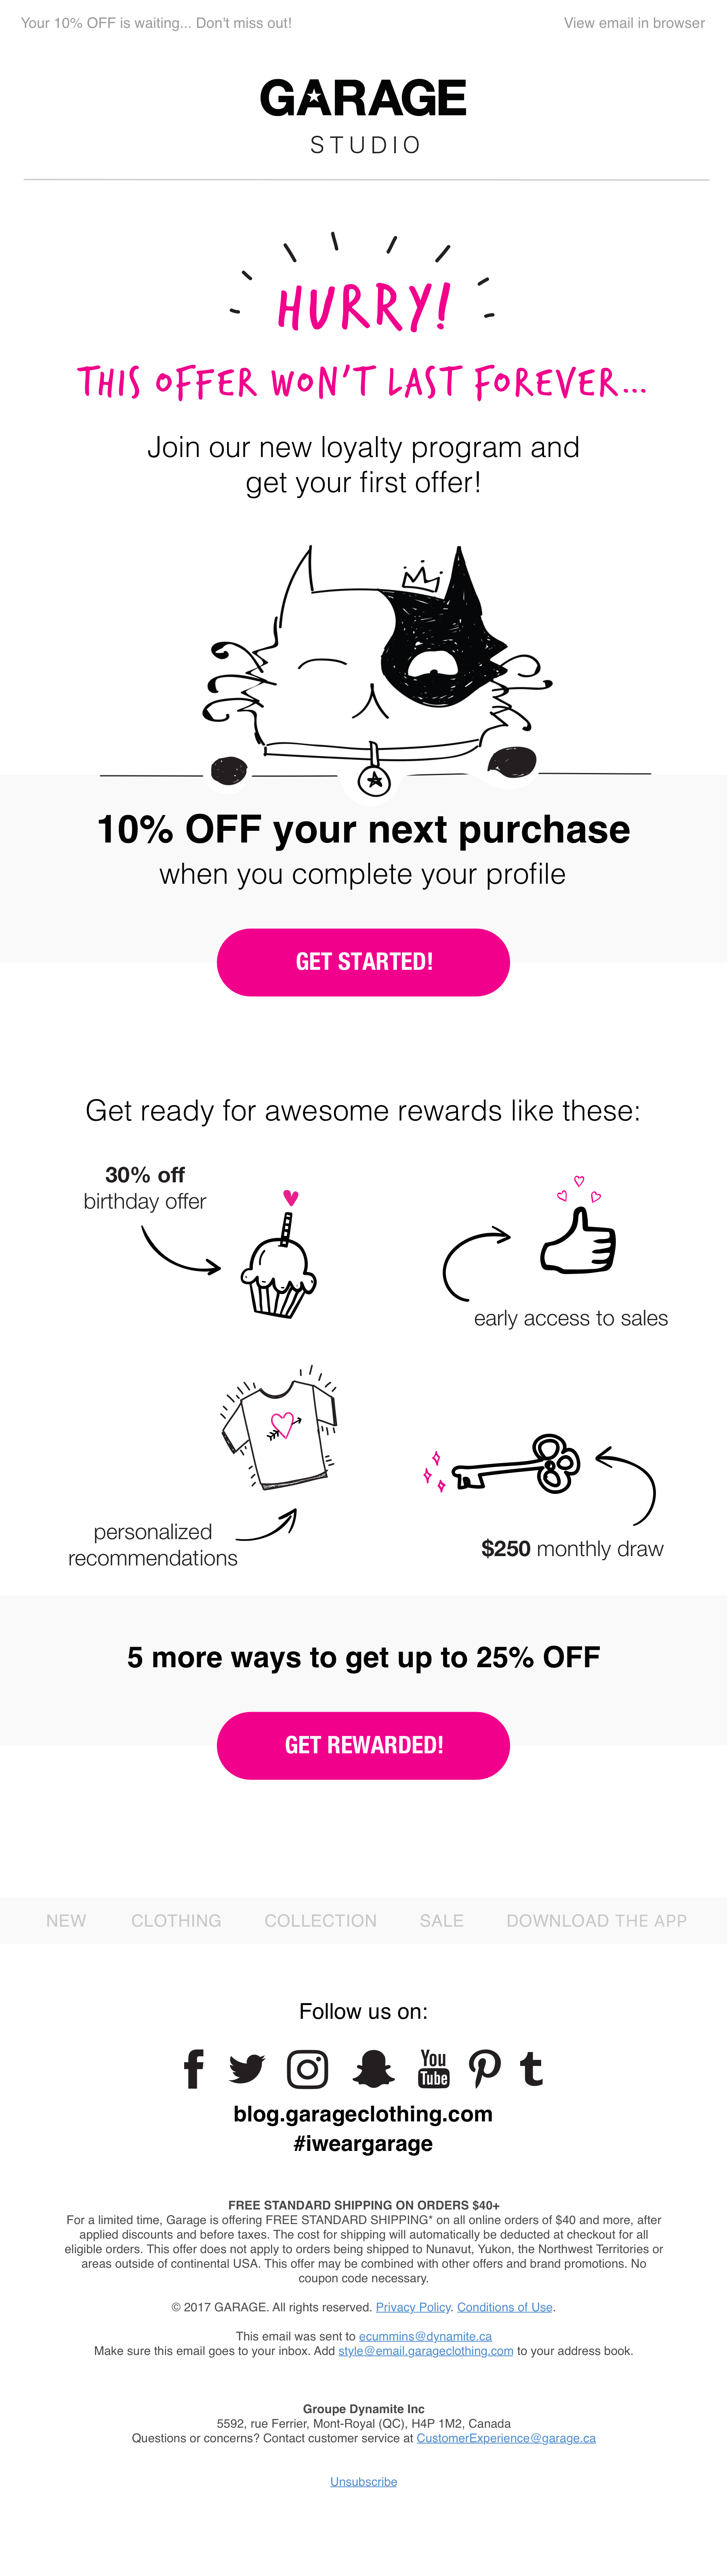 Your 10% OFF is waiting... Don't miss out!
View email in browser
GARAGE
STUDIO
HURRY!
THIS OFFER WON'T LAST FOREVER...
Join our new loyalty program and
get your first offer!
10% OFF your next purchase
when you complete your profile
GET STARTED!
Get ready for awesome rewards like these:
30% off
birthday offer
early access to sales
personalized
recommendations
$250 monthly draw
5 more ways to get up to 25% OFF
GET REWARDED!
NEW CLOTHING COLLECTION SALE DOWNLOAD THE APP
Follow us on:
You
Tube
blog.garageclothing.com
#iweargarage
FREE STANDARD SHIPPING ON ORDERS $40+
For a limited time, Garage is offering FREE STANDARD SHIPPING* on all online orders of $40 and more, after
applied discounts and before taxes. The cost for shipping will automatically be deducted at checkout for all
eligible orders. This offer does not apply to orders being shipped to Nunavut, Yukon, the Northwest Territories or
areas outside of continental USA. This offer may be combined with other offers and brand promotions. No
coupon code necessary.
© 2017 GARAGE. All rights reserved. Privacy Policy. Conditions of Use.
This email was sent to ecummins@dynamite.ca
Make sure this email goes to your inbox. Add style@email.garageclothing.com to your address book.
Groupe Dynamite Inc
5592, rue Ferrier, Mont-Royal (QC), H4P 1M2, Canada
Questions or concerns? Contact customer service at CustomerExperience@garage.ca
Unsubscribe